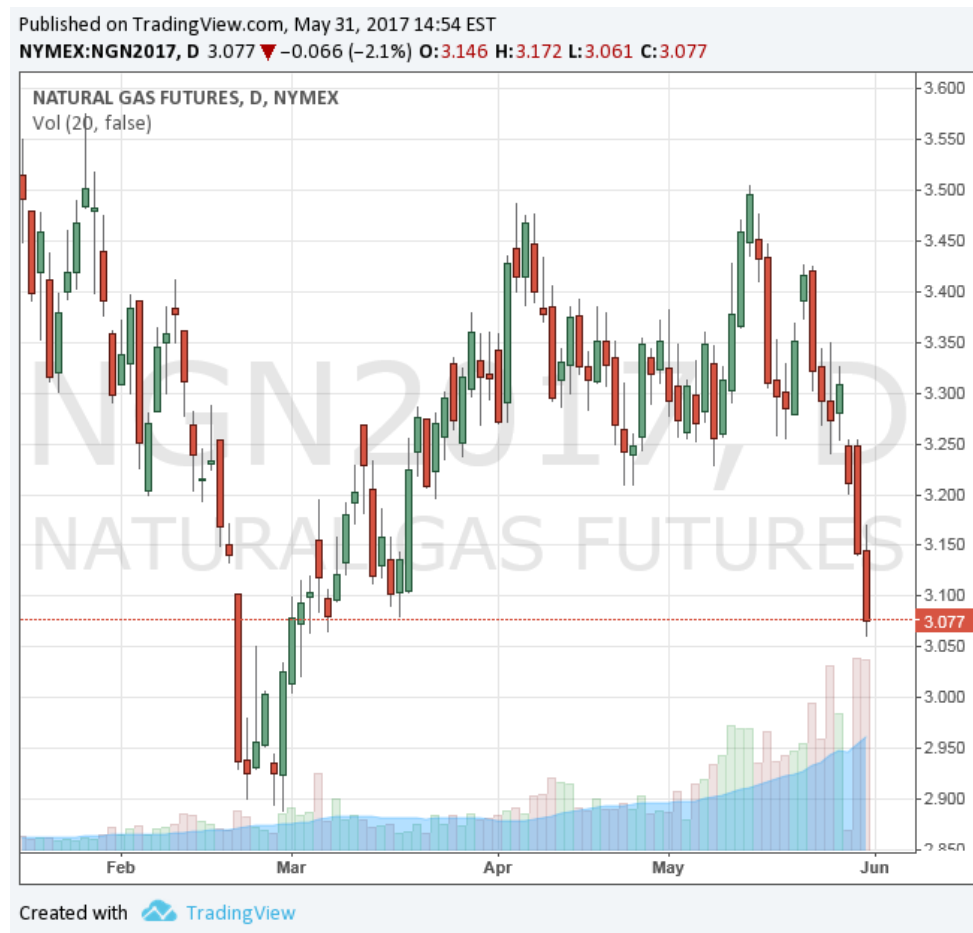 Published on TradingView.com, May 31, 2017 14:54 EST
NYMEX:NGN2017, D 3.077 ▼ −0.066 (−2.1%) O:3.146 H:3.172 L:3.061 C:3.077
NATURAL GAS FUTURES, D, NYMEX
Vol (20, false)
3.600
3.550
3.500
3.450
3.400
3.350
3.300
3.250
3.200
3.150
3.100
3.077
3.050
3.000
2.950
2.900
2.850
NGN2017, D
NATURAL GAS FUTURES
Feb Mar Apr May Jun
Created with TradingView